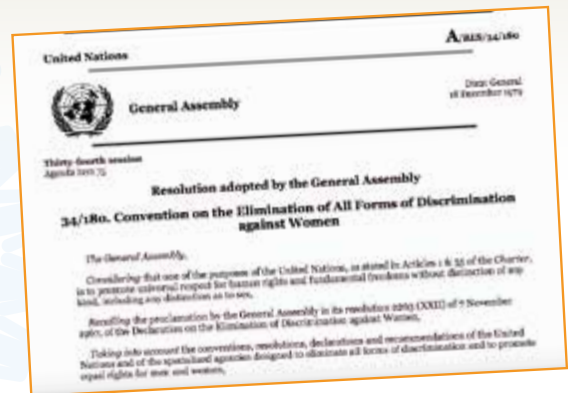 United Nations
A/RES/34/180
General Assembly
Distr. General
18 December 1979
Thirty-fourth session
Agenda item 75
Resolution adopted by the General Assembly
34/180. Convention on the Elimination of All Forms of Discrimination
against Women
The General Assembly,
Considering that one of the purposes of the United Nations, as stated in Articles 1 & 55 of the Charter,
is to promote universal respect for human rights and fundamental freedoms without distinction of any
kind, including any distinction as to sex,
Recalling the proclamation by the General Assembly in its resolution 2263 (XXII) of 7 November
1967, of the Declaration on the Elimination of Discrimination against Women,
Taking into account the conventions, resolutions, declarations and recommendations of the United
Nations and of the specialized agencies designed to eliminate all forms of discrimination and to promote
equal rights for men and women,